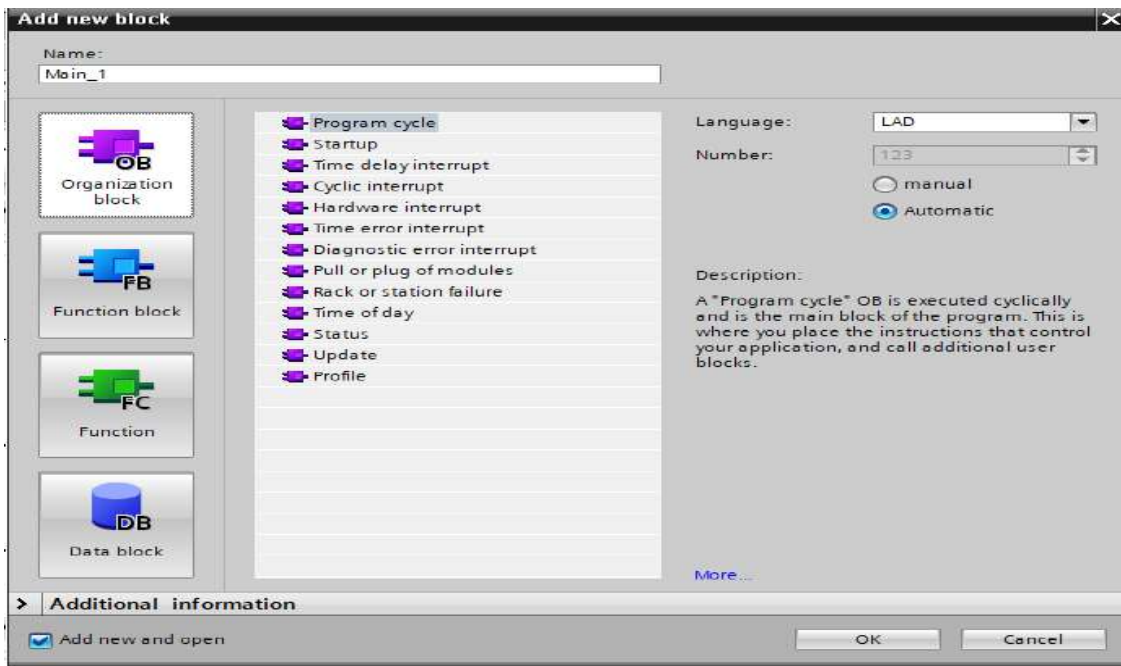 Add new block
Name:
Main_1
OB
Organization
block
FB
Function block
FC
Function
DB
Data block
Program cycle
Startup
Time delay interrupt
Cyclic interrupt
Hardware interrupt
Time error interrupt
Diagnostic error interrupt
Pull or plug of modules
Rack or station failure
Time of day
Status
Update
Profile
Language:
LAD
Number:
123
manual
Automatic
Description:
A "Program cycle" OB is executed cyclically
and is the main block of the program. This is
where you place the instructions that control
your application, and call additional user
blocks.
More...
> Additional information
Add new and open
OK
Cancel